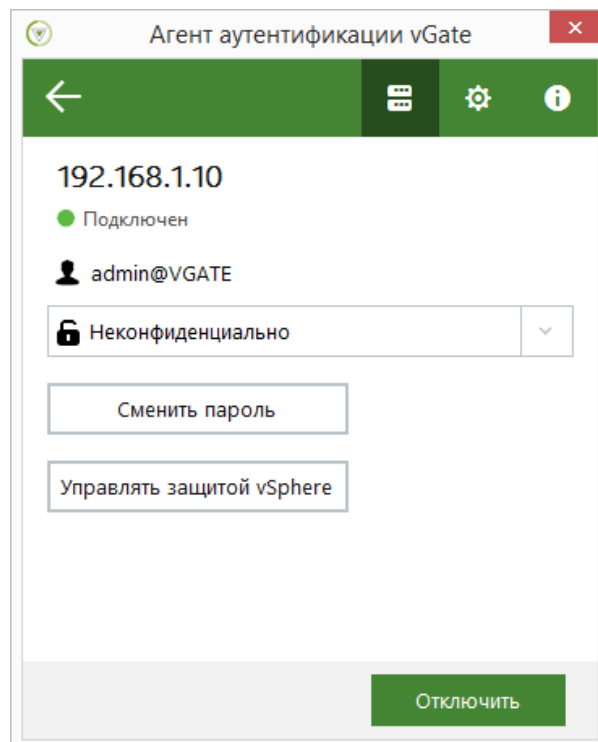 Агент аутентификации vGate
192.168.1.10
Подключен
admin@VGATE
Неконфиденциально
Сменить пароль
Управлять защитой vSphere
Отключить